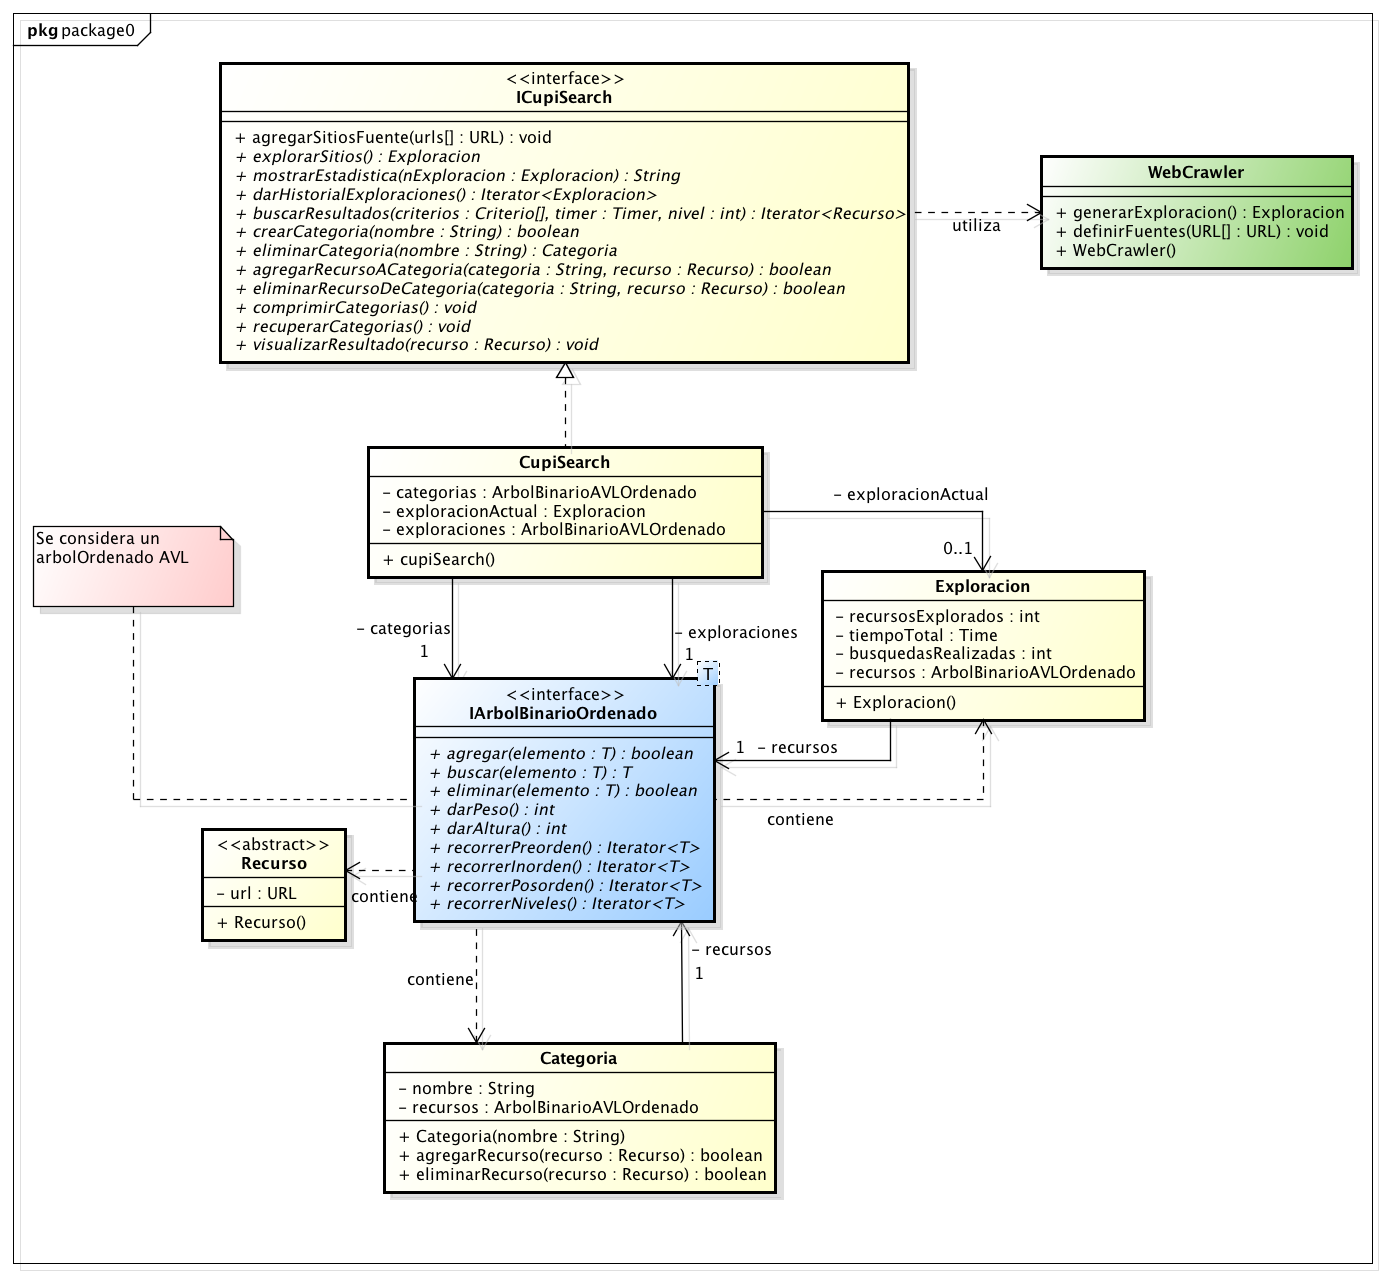 pkg package0
<<interface>>
ICupiSearch
+ agregarSitiosFuente(urls[] : URL) : void
+ explorarSitios() : Exploracion
+ mostrarEstadistica(nExploracion : Exploracion) : String
+ darHistorialExploraciones() : Iterator<Exploracion>
+ buscarResultados(criterios : Criterio[], timer : Timer, nivel : int) : Iterator<Recurso>
+ crearCategoria(nombre : String) : boolean
+ eliminarCategoria(nombre : String) : Categoria
+ agregarRecursoACategoria(categoria : String, recurso : Recurso) : boolean
+ eliminarRecursoDeCategoria(categoria : String, recurso : Recurso) : boolean
+ comprimirCategorias() : void
+ recuperarCategorias() : void
+ visualizarResultado(recurso : Recurso) : void
utiliza
WebCrawler
+ generarExploracion() : Exploracion
+ definirFuentes(URL[] : URL) : void
+ WebCrawler()
CupiSearch
- categorias : ArbolBinarioAVLOrdenado
- exploracionActual : Exploracion
- exploraciones : ArbolBinarioAVLOrdenado
+ cupiSearch()
- exploracionActual
0..1
Se considera un
arbolOrdenado AVL
Exploracion
- recursosExplorados : int
- tiempoTotal : Time
- busquedasRealizadas : int
- recursos : ArbolBinarioAVLOrdenado
+ Exploracion()
- categorias
1
- exploraciones
1
T
<<interface>>
IArbolBinarioOrdenado
+ agregar(elemento : T) : boolean
+ buscar(elemento : T) : T
+ eliminar(elemento : T) : boolean
+ darPeso() : int
+ darAltura() : int
+ recorrerPreorden() : Iterator<T>
+ recorrerInorden() : Iterator<T>
+ recorrerPosorden() : Iterator<T>
+ recorrerNiveles() : Iterator<T>
1 - recursos
contiene
<<abstract>>
Recurso
- url : URL
+ Recurso()
contiene
- recursos
1
contiene
Categoria
- nombre : String
- recursos : ArbolBinarioAVLOrdenado
+ Categoria(nombre : String)
+ agregarRecurso(recurso : Recurso) : boolean
+ eliminarRecurso(recurso : Recurso) : boolean